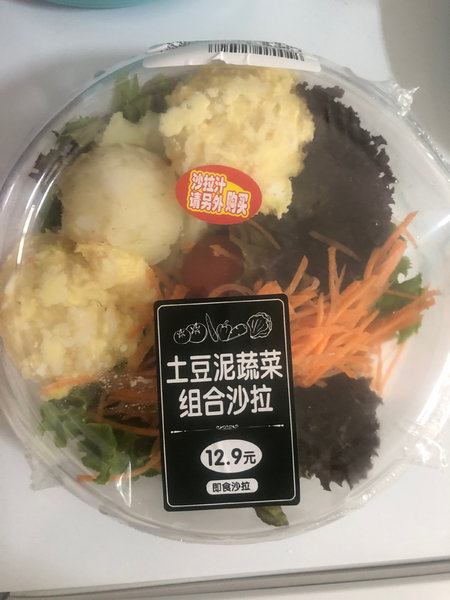 沙拉汁
请另外购买
土豆泥蔬菜
组合沙拉
12.9元
即食沙拉